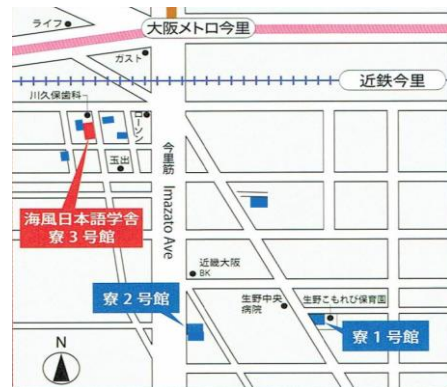 ライフ
大阪メトロ今里
ガスト
近鉄今里
川久保歯科
ローソン
玉出
今里筋 Imazato Ave
海風日本語学舎
寮3号館
近畿大阪
BK
寮2号館
生野中央
病院
生野こもれび保育園
寮1号館
N